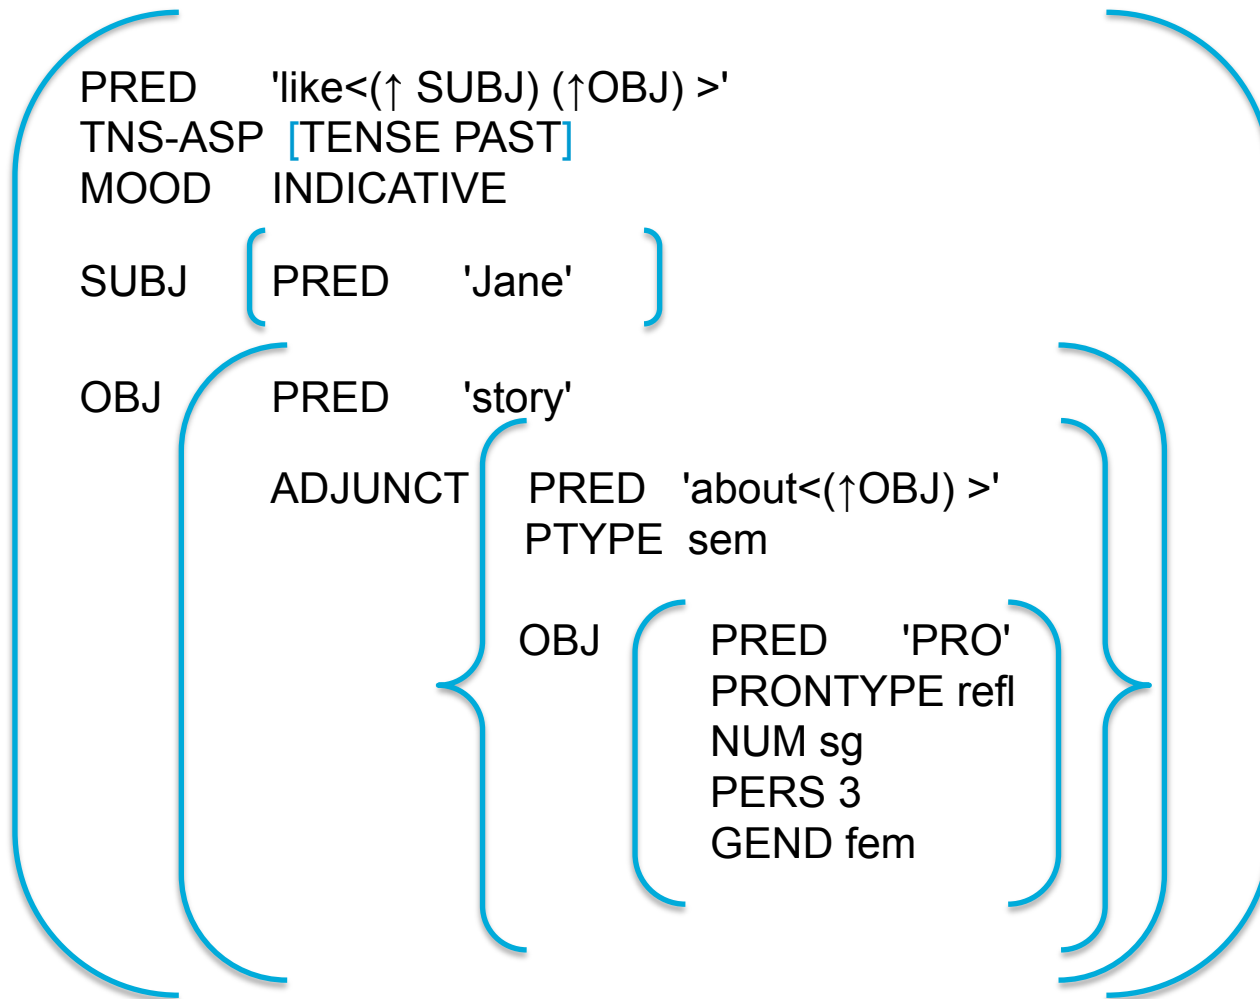 PRED 'like<(↑ SUBJ) (↑OBJ) >'
TNS-ASP [TENSE PAST]
MOOD INDICATIVE
SUBJ PRED 'Jane'
OBJ PRED 'story'
ADJUNCT PRED 'about<(↑OBJ) >'
PTYPE sem
OBJ PRED 'PRO'
PRONTYPE refl
NUM sg
PERS 3
GEND fem